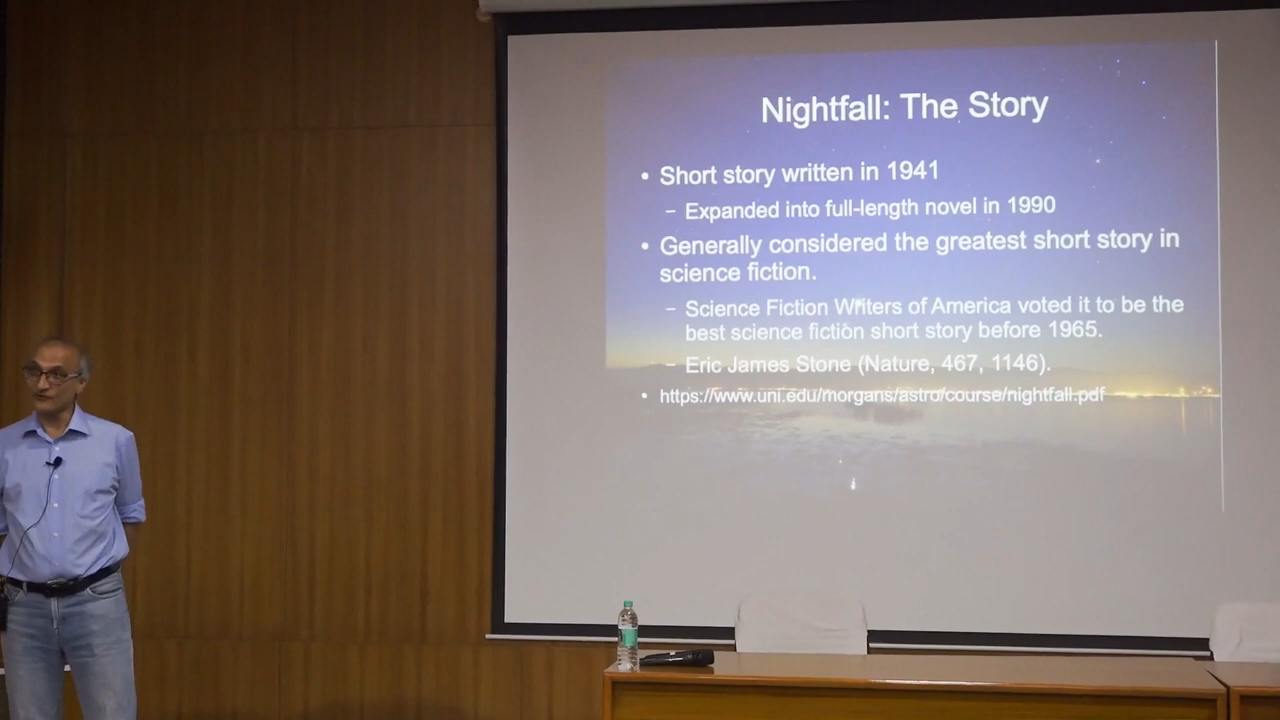 Nightfall: The Story
• Short story written in 1941
– Expanded into full-length novel in 1990
• Generally considered the greatest short story in
science fiction.
– Science Fiction Writers of America voted it to be the
best science fiction short story before 1965.
– Eric James Stone (Nature, 467, 1146).
• https://www.uni.edu/morgans/astro/course/nightfall.pdf